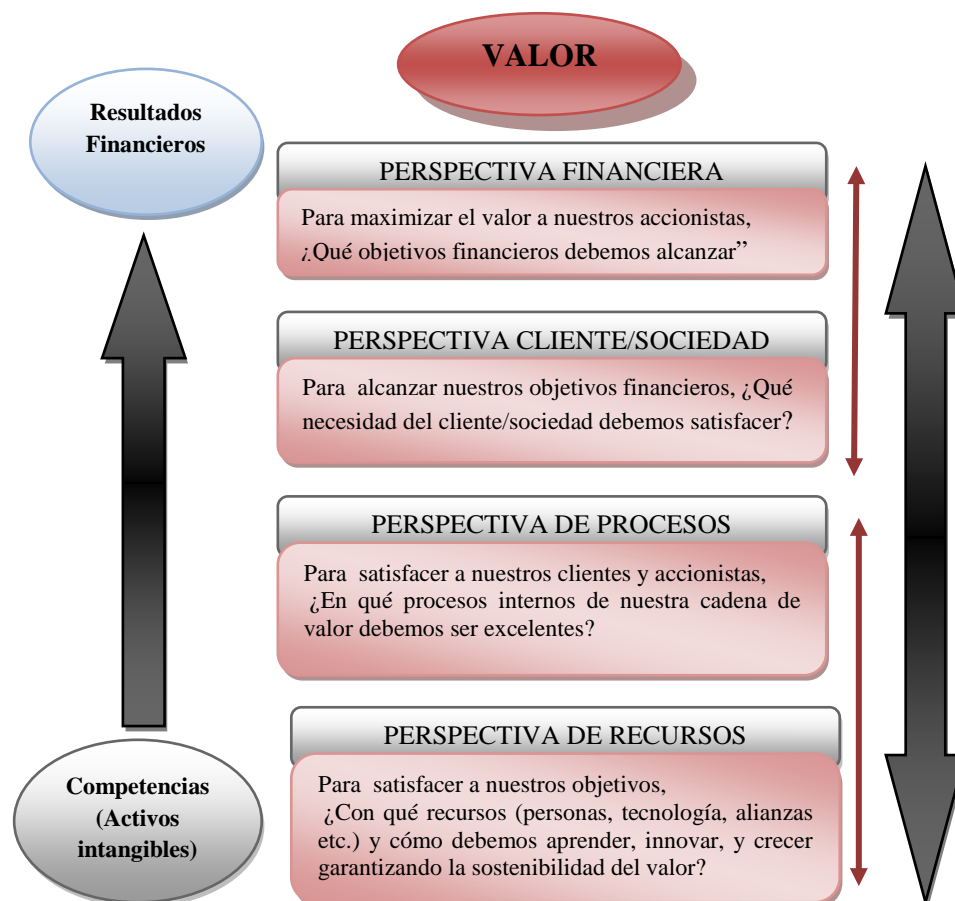 VALOR
Resultados
Financieros
PERSPECTIVA FINANCIERA
Para maximizar el valor a nuestros accionistas,
¿Qué objetivos financieros debemos alcanzar”
PERSPECTIVA CLIENTE/SOCIEDAD
Para alcanzar nuestros objetivos financieros, ¿Qué
necesidad del cliente/sociedad debemos satisfacer?
PERSPECTIVA DE PROCESOS
Para satisfacer a nuestros clientes y accionistas,
¿En qué procesos internos de nuestra cadena de
valor debemos ser excelentes?
PERSPECTIVA DE RECURSOS
Para satisfacer a nuestros objetivos,
¿Con qué recursos (personas, tecnología, alianzas
etc.) y cómo debemos aprender, innovar, y crecer
garantizando la sostenibilidad del valor?
Competencias
(Activos
intangibles)